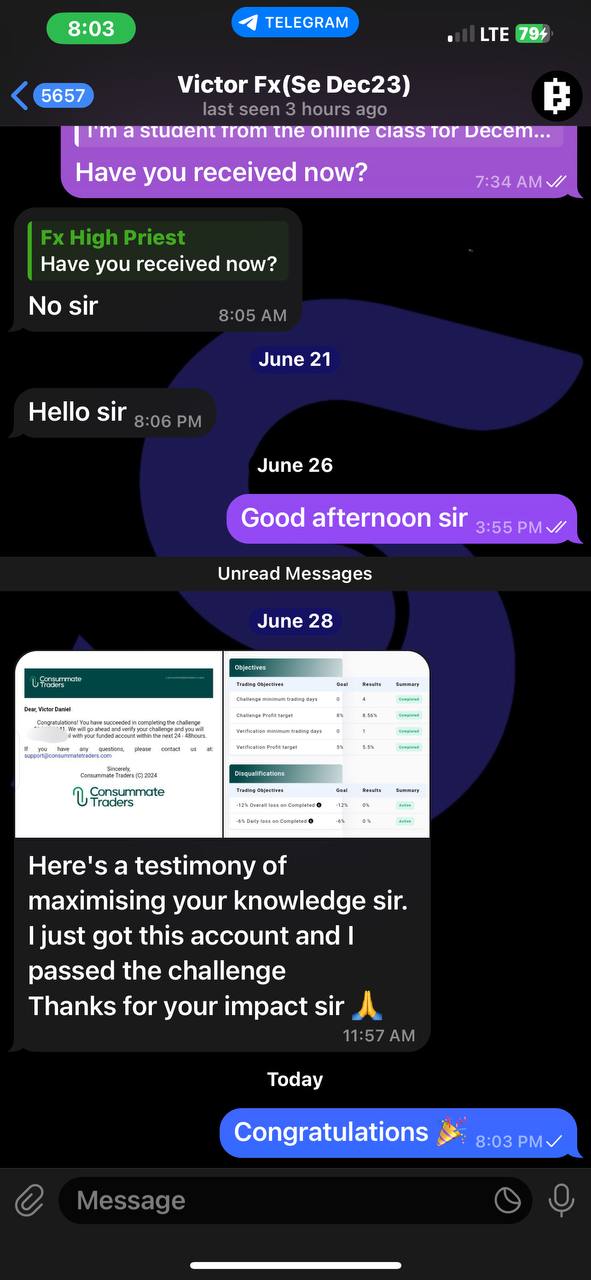 8:03
TELEGRAM
LTE 79
5657
Victor Fx(Se Dec23)
last seen 3 hours ago
I'm a student from the online class for Decem...
Have you received now?
7:34 AM
Fx High Priest
Have you received now?
No sir
8:05 AM
June 21
Hello sir 8:06 PM
June 26
Good afternoon sir 3:55 PM
Unread Messages
June 28
Consummate
Traders
Dear, Victor Daniel
Congratulations! You have succeeded in completing the challenge
We will go ahead and verify your challenge and you will
with your funded account within the next 24 - 48hours.
If you have any questions, please contact us at:
support@consummatetraders.com
Sincerely,
Consummate Traders (C) 2024
Consummate
Traders
Objectives
Trading Objectives Goal Results Summary
Challenge minimum trading days 0 4 Completed
Challenge Profit target 8% 8.56% Completed
Verification minimum trading days 0 1 Completed
Verification Profit target 5% 5.5% Completed
Disqualifications
Trading Objectives Goal Results Summary
-12% Overall loss on Completed -12% 0% Active
-6% Daily loss on Completed -6% 0 % Active
Here's a testimony of
maximising your knowledge sir.
I just got this account and I
passed the challenge
Thanks for your impact sir 🙏
11:57 AM
Today
Congratulations 🎉 8:03 PM
Message